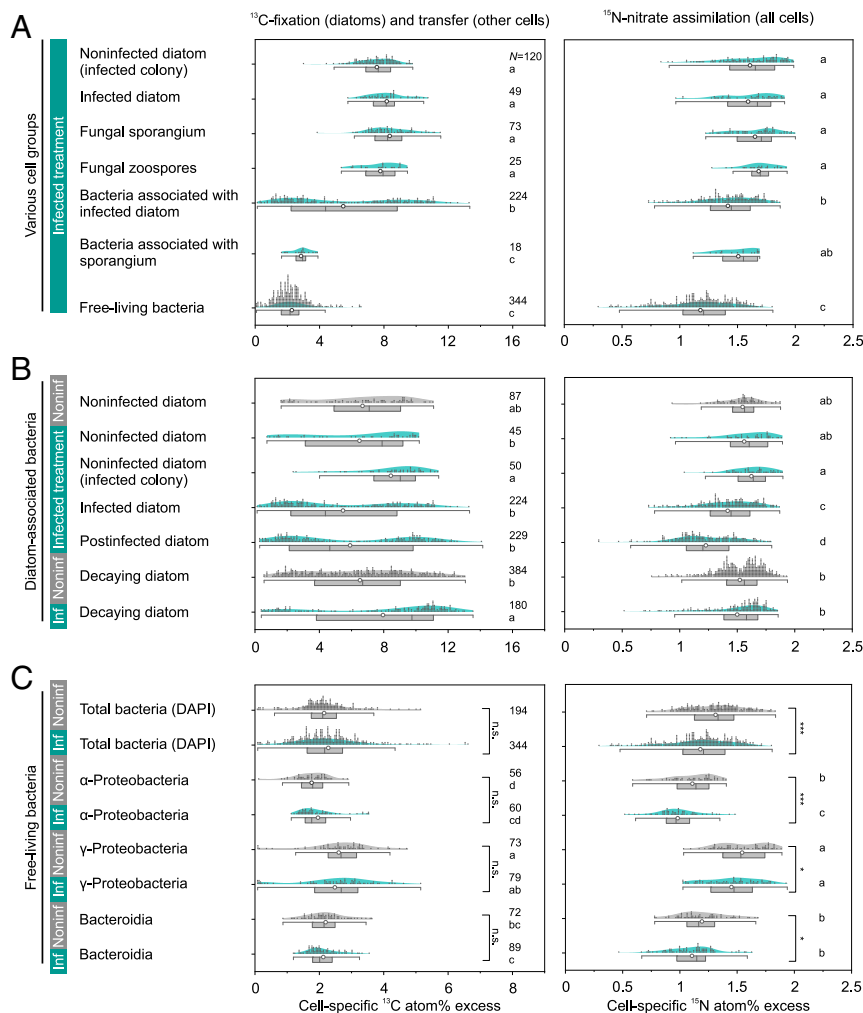 ¹³C-fixation (diatoms) and transfer (other cells)
¹⁵N-nitrate assimilation (all cells)
A
Various cell groups
Infected treatment
Noninfected diatom
(infected colony)
N=120
a
a
Infected diatom
49
a
a
Fungal sporangium
73
a
a
Fungal zoospores
25
a
a
Bacteria associated with
infected diatom
224
b
b
Bacteria associated with
sporangium
18
c
ab
Free-living bacteria
344
c
c
0 4 8 12 16
0 0.5 1 1.5 2 2.5
B
Diatom-associated bacteria
Noninf
Infected treatment
Noninf
Inf
Noninfected diatom
87
ab
ab
Noninfected diatom
45
b
ab
Noninfected diatom
(infected colony)
50
a
a
Infected diatom
224
b
c
Postinfected diatom
229
b
d
Decaying diatom
384
b
b
Decaying diatom
180
a
b
0 4 8 12 16
0 0.5 1 1.5 2 2.5
C
Free-living bacteria
Noninf
Inf
Noninf
Inf
Noninf
Inf
Noninf
Inf
Total bacteria (DAPI)
194
Total bacteria (DAPI)
344
n.s.
***
α-Proteobacteria
56
d
b
α-Proteobacteria
60
cd
c
n.s.
***
γ-Proteobacteria
73
a
a
γ-Proteobacteria
79
ab
a
n.s.
*
Bacteroidia
72
bc
b
Bacteroidia
89
c
b
n.s.
*
0 4 8 12 16
0 0.5 1 1.5 2 2.5
Cell-specific ¹³C atom% excess
Cell-specific ¹⁵N atom% excess